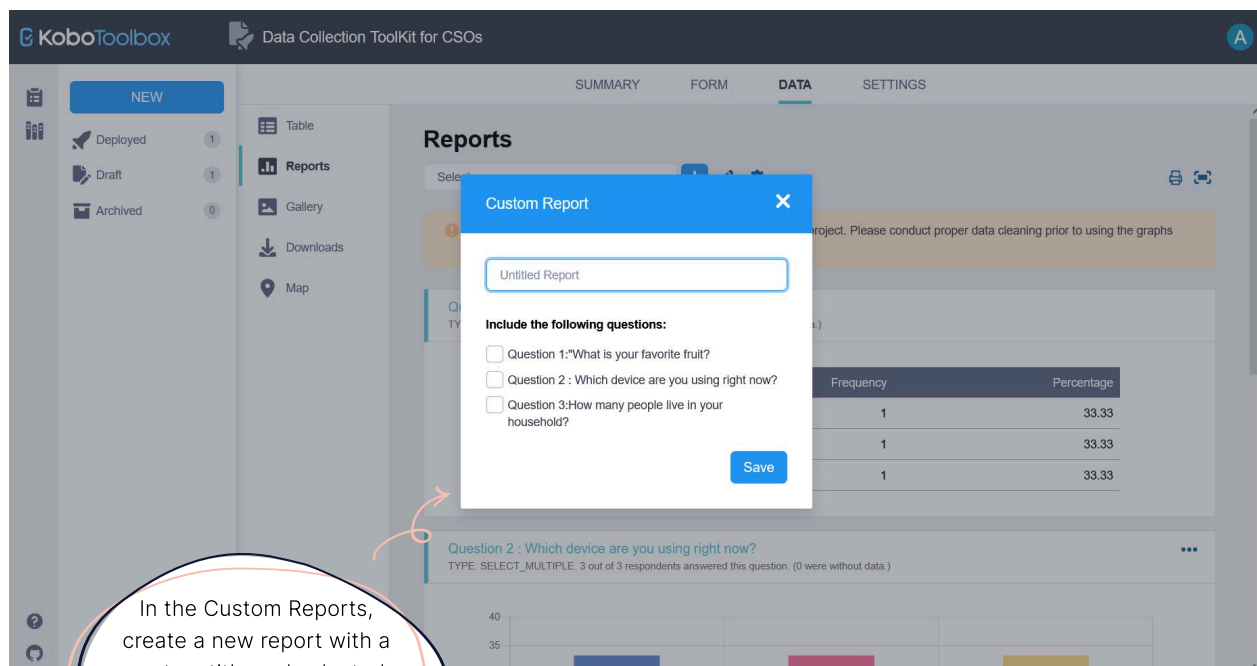 KoboToolbox
Data Collection ToolKit for CSOs
A
SUMMARY FORM DATA SETTINGS
NEW
Deployed 1
Draft 1
Archived 0
Table
Reports
Gallery
Downloads
Map
Reports
Custom Report
project. Please conduct proper data cleaning prior to using the graphs
Untitled Report
Include the following questions:
Question 1:"What is your favorite fruit?
Question 2 : Which device are you using right now?
Question 3:How many people live in your
household?
Save
Frequency Percentage
1 33.33
1 33.33
1 33.33
Question 2 : Which device are you using right now?
TYPE: SELECT_MULTIPLE. 3 out of 3 respondents answered this question. (0 were without data.)
40
35
In the Custom Reports,
create a new report with a